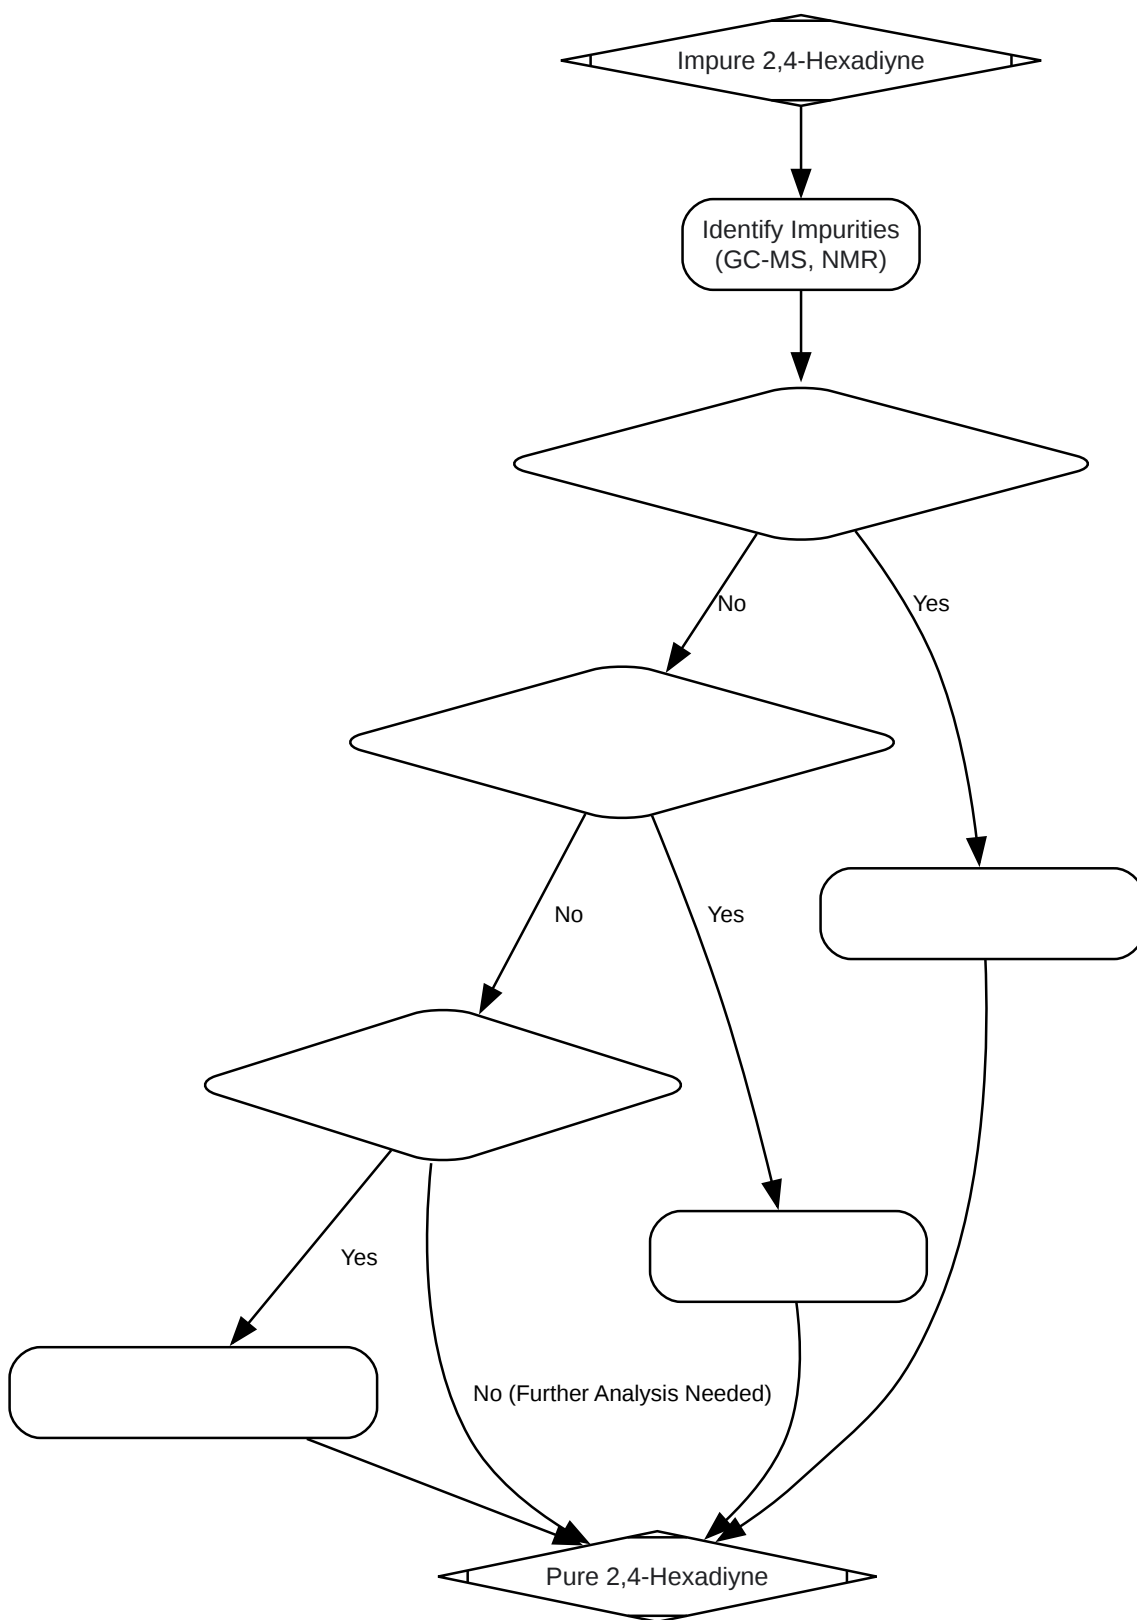 Impure 2,4-Hexadiyne
Identify Impurities
(GC-MS, NMR)
No
Yes
No
Yes
Yes
No (Further Analysis Needed)
Pure 2,4-Hexadiyne